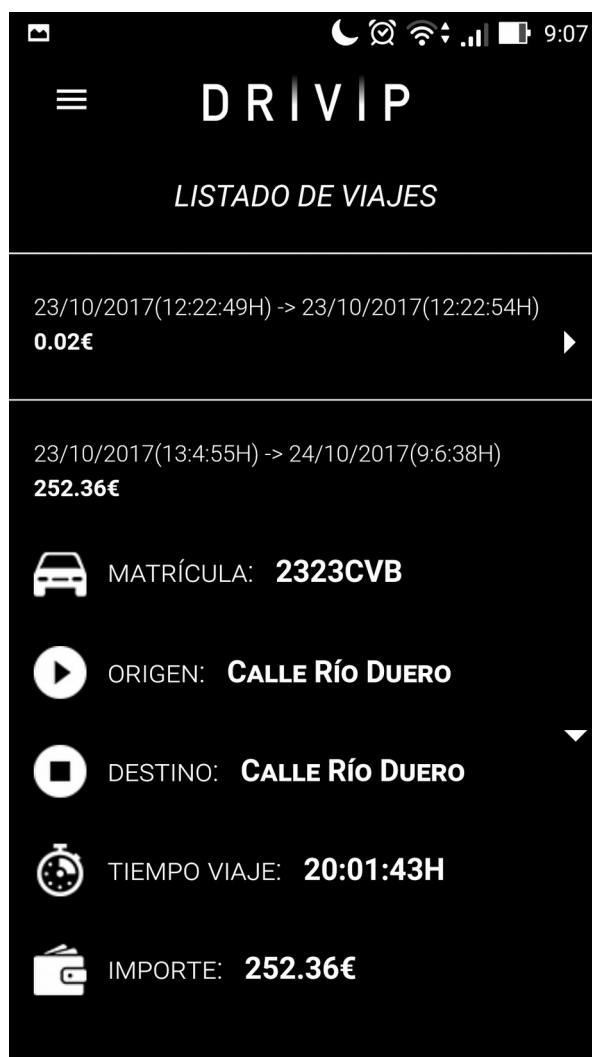 9:07
DRIVIP
LISTADO DE VIAJES
23/10/2017(12:22:49H) -> 23/10/2017(12:22:54H)
0.02€
23/10/2017(13:4:55H) -> 24/10/2017(9:6:38H)
252.36€
MATRÍCULA: 2323CVB
ORIGEN: CALLE RÍO DUERO
DESTINO: CALLE RÍO DUERO
TIEMPO VIAJE: 20:01:43H
IMPORTE: 252.36€